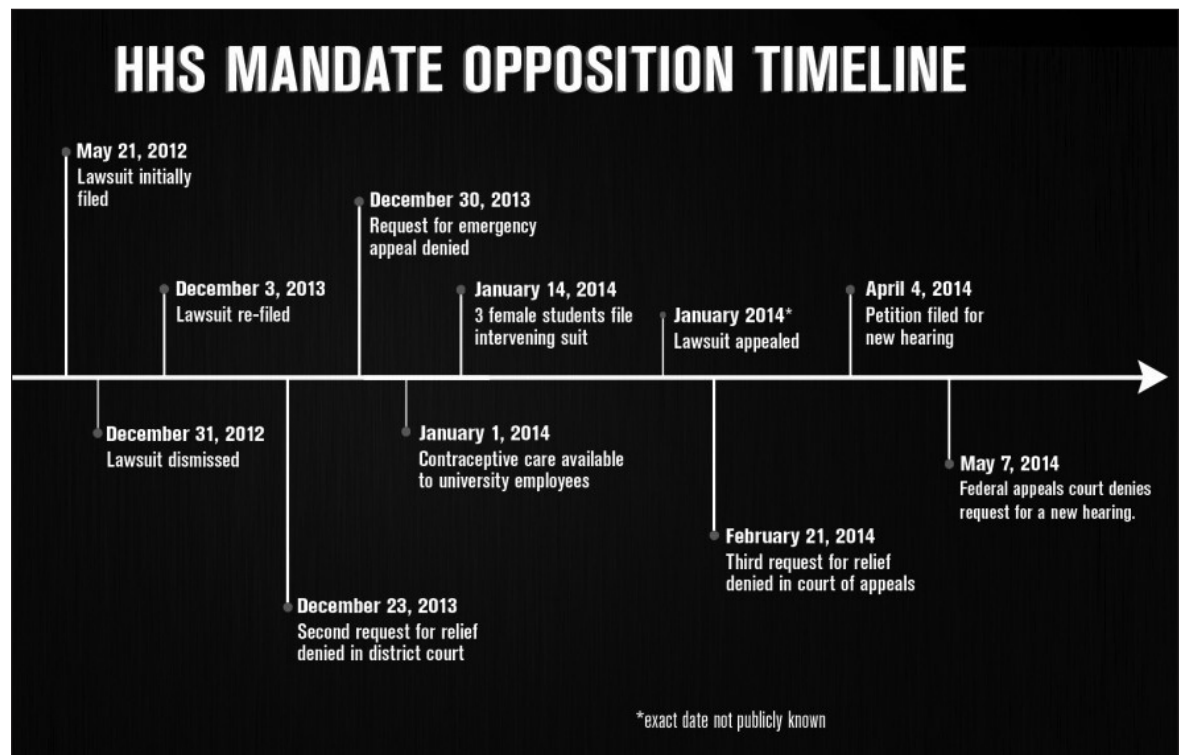 HHS MANDATE OPPOSITION TIMELINE
May 21, 2012
Lawsuit initially
filed
December 31, 2012
Lawsuit dismissed
December 3, 2013
Lawsuit re-filed
December 23, 2013
Second request for relief
denied in district court
December 30, 2013
Request for emergency
appeal denied
January 1, 2014
Contraceptive care available
to university employees
January 14, 2014
3 female students file
intervening suit
January 2014*
Lawsuit appealed
February 21, 2014
Third request for relief
denied in court of appeals
April 4, 2014
Petition filed for
new hearing
May 7, 2014
Federal appeals court denies
request for a new hearing.
*exact date not publicly known